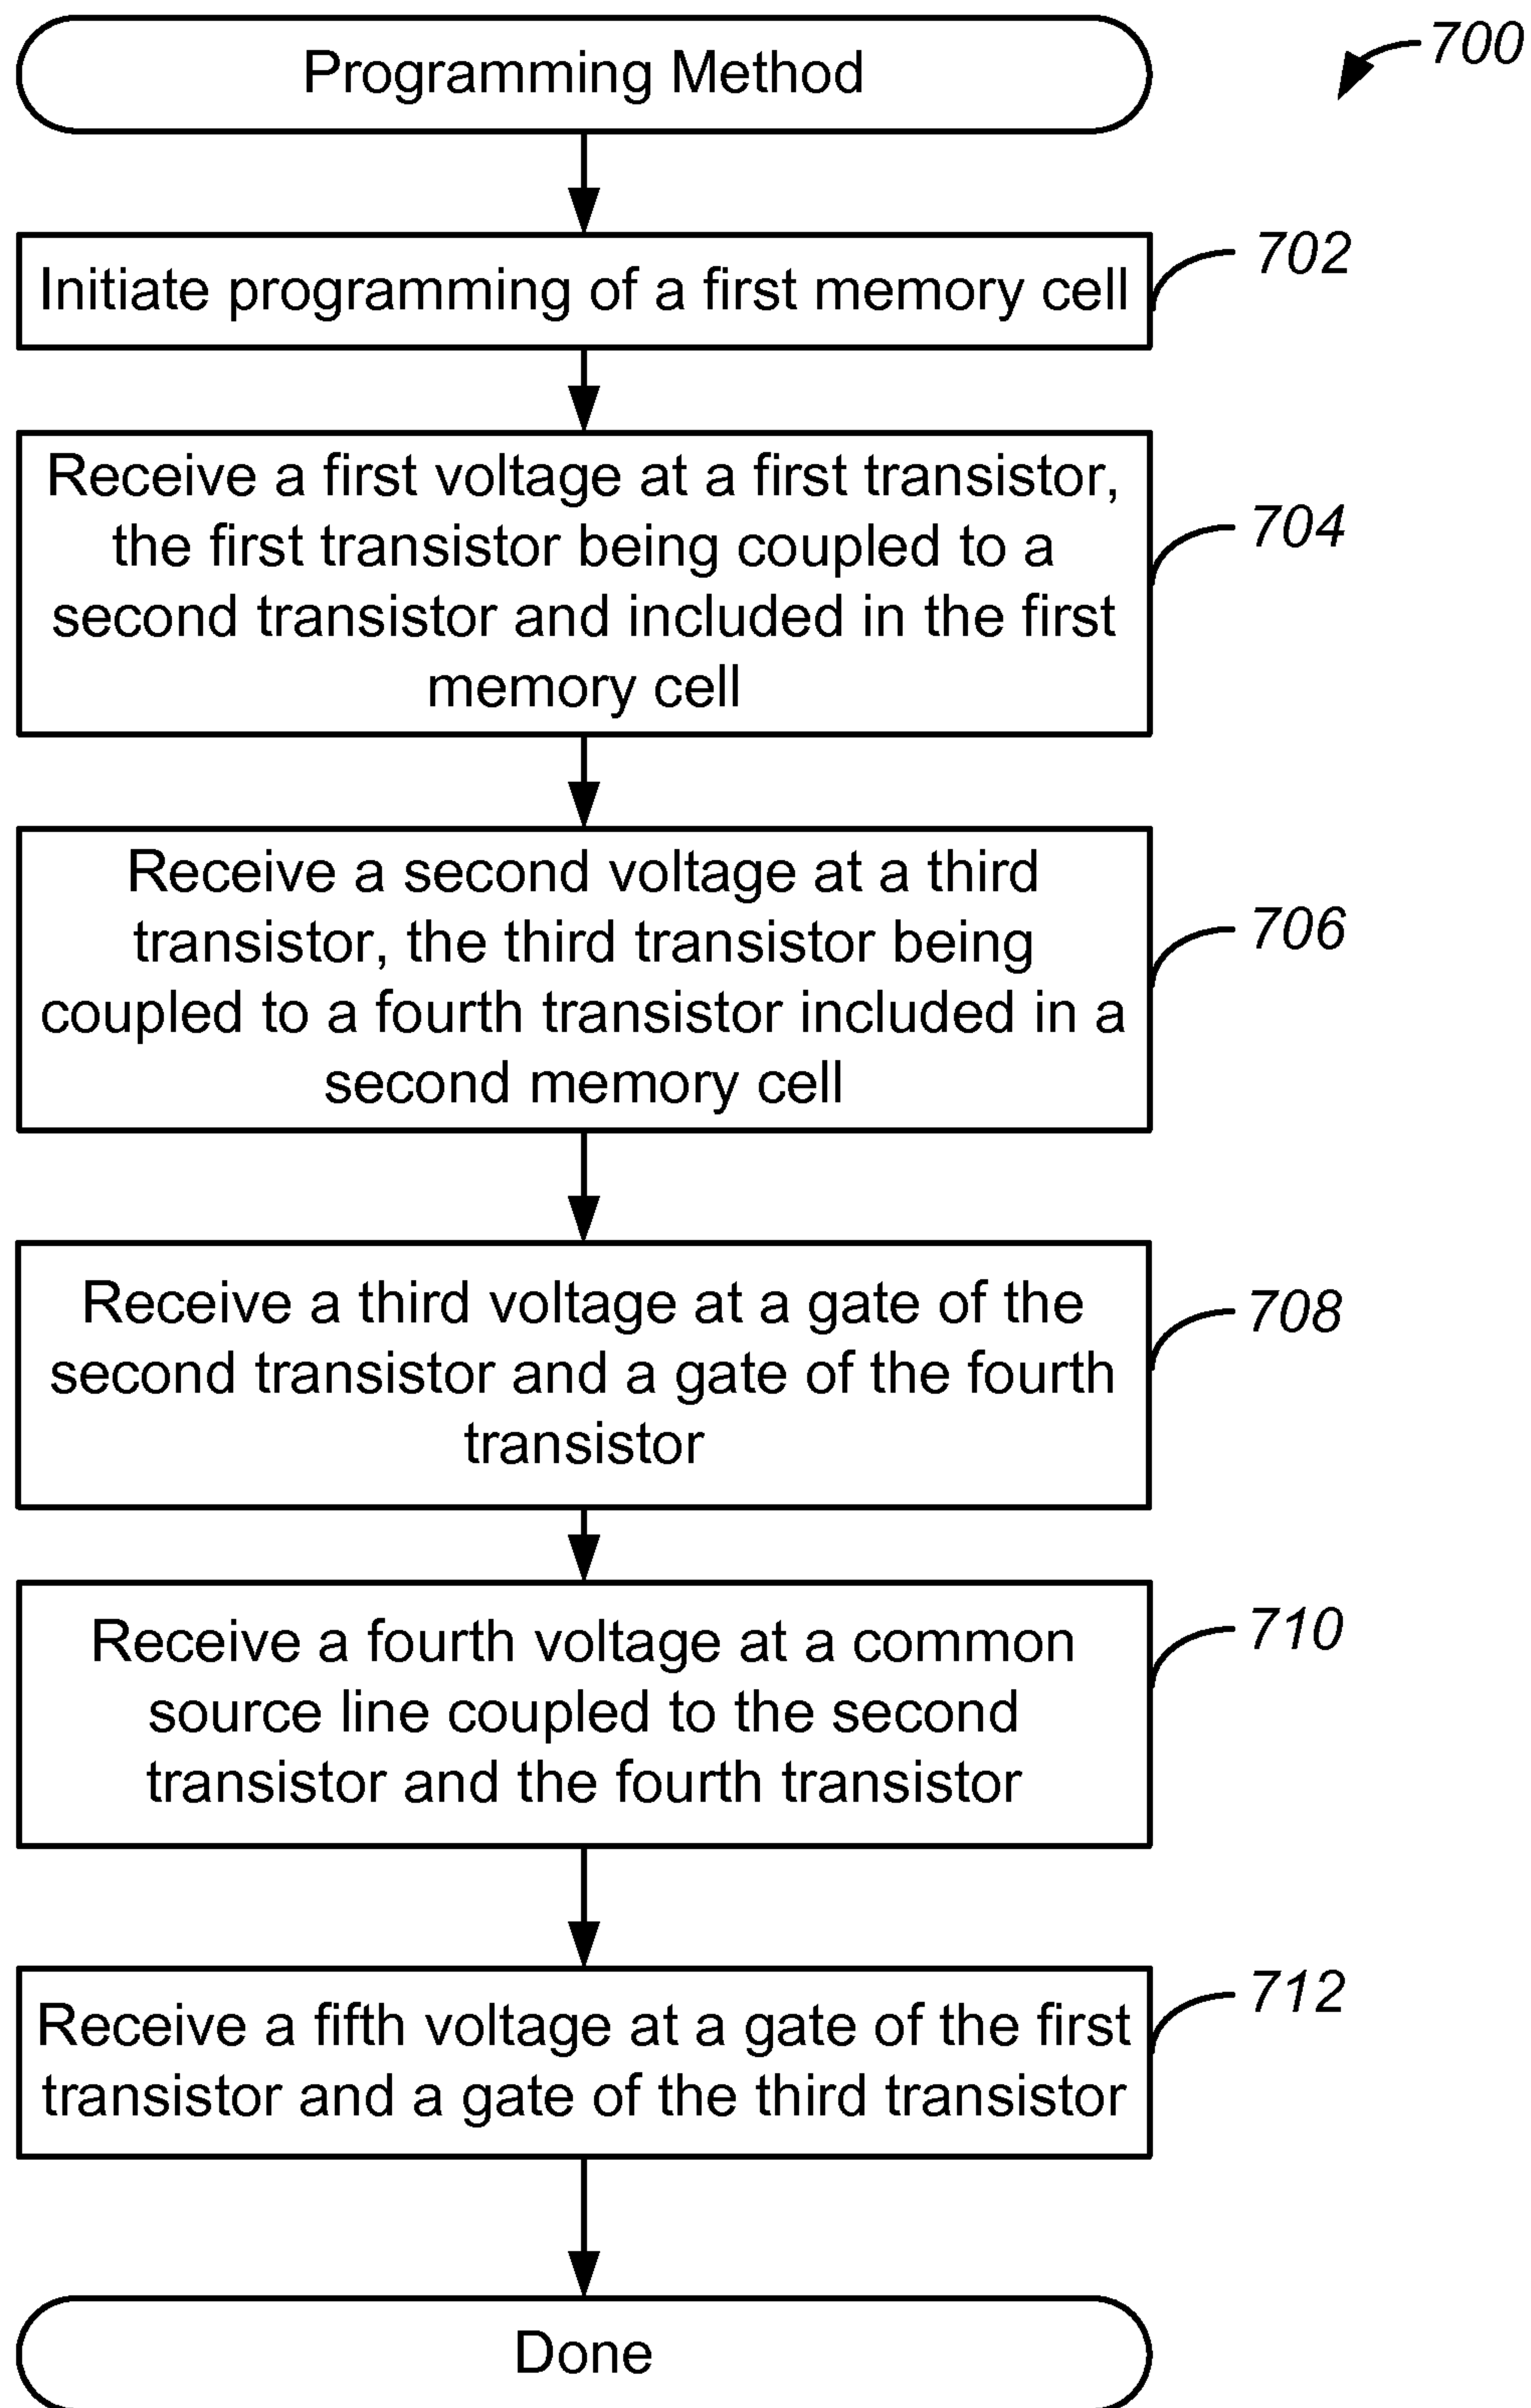 Programming Method
700
Initiate programming of a first memory cell
702
Receive a first voltage at a first transistor,
the first transistor being coupled to a
second transistor and included in the first
memory cell
704
Receive a second voltage at a third
transistor, the third transistor being
coupled to a fourth transistor included in a
second memory cell
706
Receive a third voltage at a gate of the
second transistor and a gate of the fourth
transistor
708
Receive a fourth voltage at a common
source line coupled to the second
transistor and the fourth transistor
710
Receive a fifth voltage at a gate of the first
transistor and a gate of the third transistor
712
Done